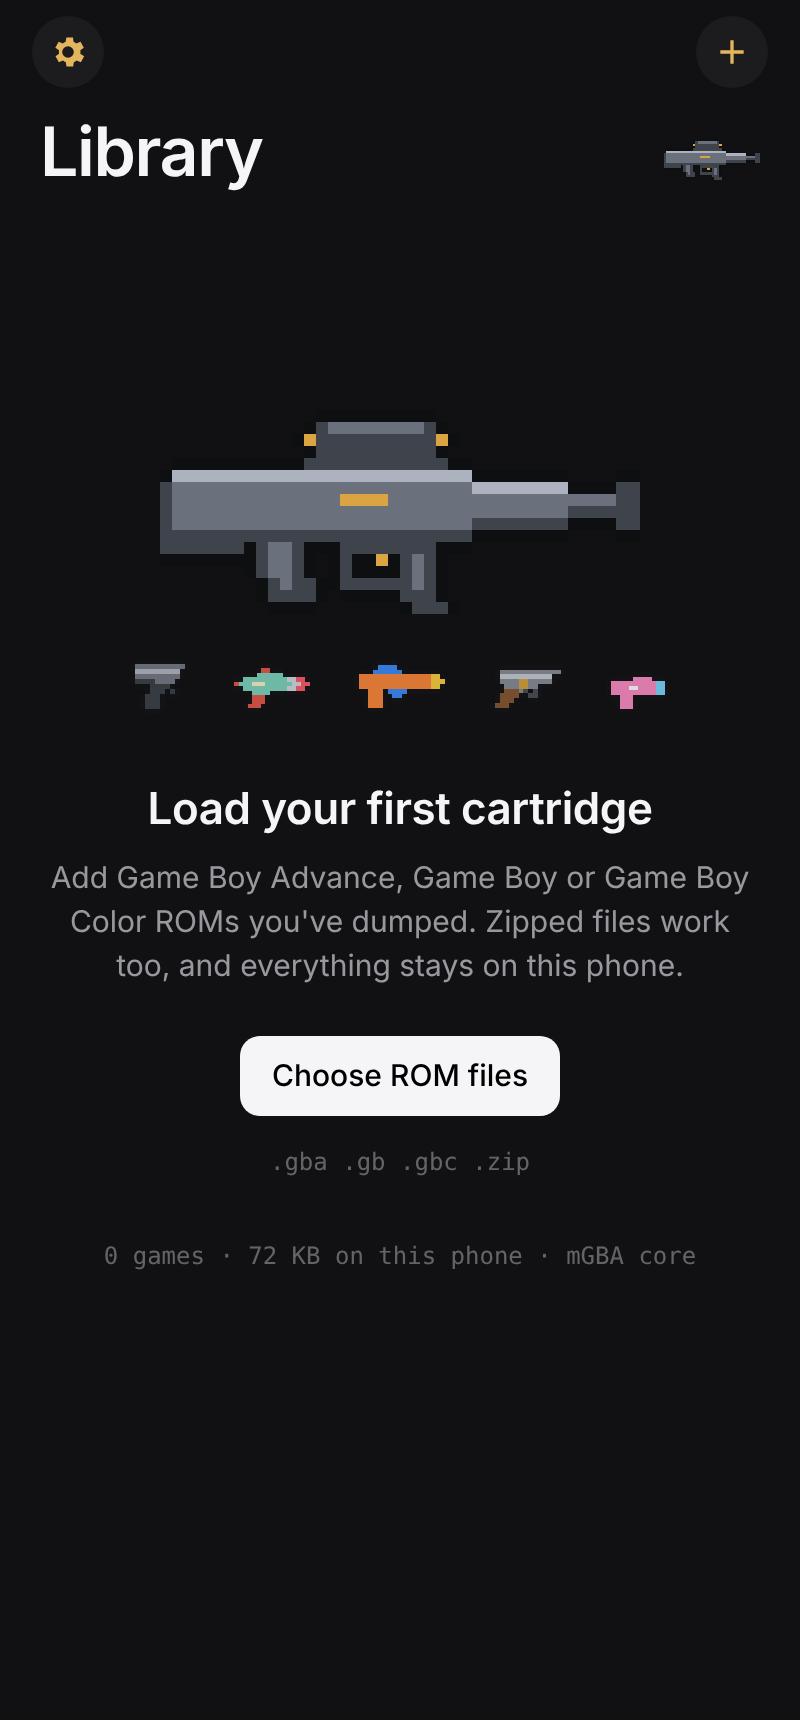 Library
Load your first cartridge
Add Game Boy Advance, Game Boy or Game Boy
Color ROMs you've dumped. Zipped files work
too, and everything stays on this phone.
Choose ROM files
.gba .gb .gbc .zip
0 games · 72 KB on this phone · mGBA core